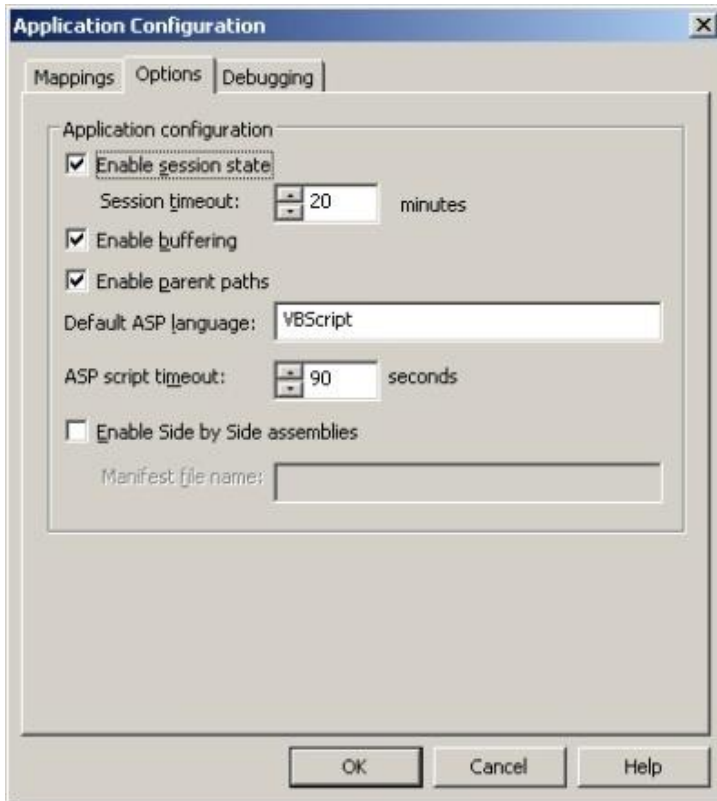 Application Configuration
Mappings Options Debugging
Application configuration
Enable session state
Session timeout: 20 minutes
Enable buffering
Enable parent paths
Default ASP language: VBScript
ASP script timeout: 90 seconds
Enable Side by Side assemblies
Manifest file name:
OK Cancel Help